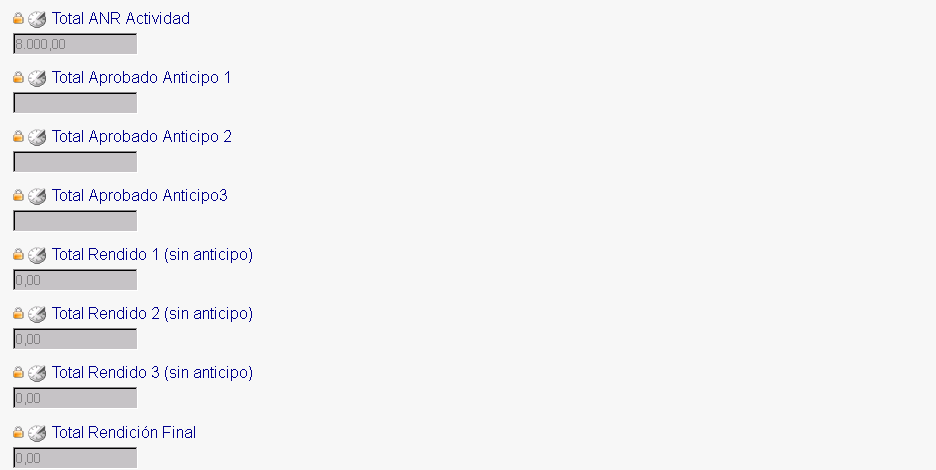 Total ANR Actividad
8.000,00
Total Aprobado Anticipo 1
Total Aprobado Anticipo 2
Total Aprobado Anticipo3
Total Rendido 1 (sin anticipo)
0,00
Total Rendido 2 (sin anticipo)
0,00
Total Rendido 3 (sin anticipo)
0,00
Total Rendición Final
0,00